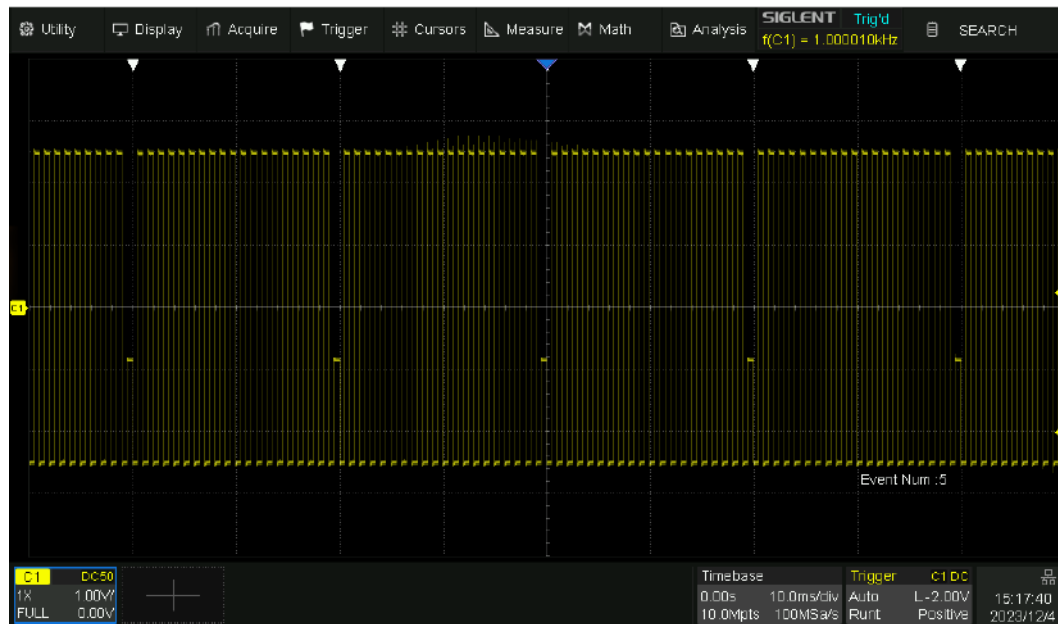 Utility Display Acquire Trigger Cursors Measure Math Analysis SIGLENT Trig'd SEARCH
f(C1) = 1.000010kHz
C1
Event Num :5
C1 DC50
1X 1.00V/
FULL 0.00V
Timebase
0.00s 10.0ms/div
10.0Mpts 100MSa/s
Trigger C1 DC
Auto L -2.00V
Runt Positive
15:17:40
2023/12/4